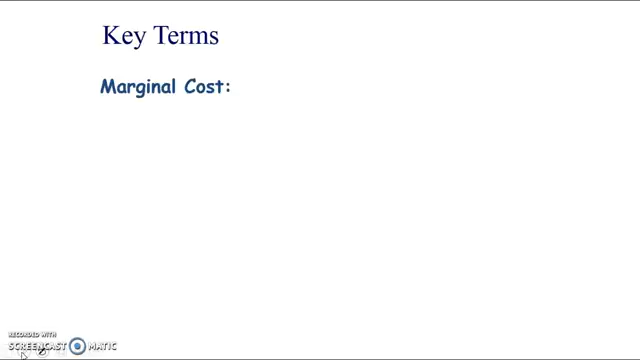 Key Terms
Marginal Cost:
RECORDED WITH
SCREENCAST MATIC